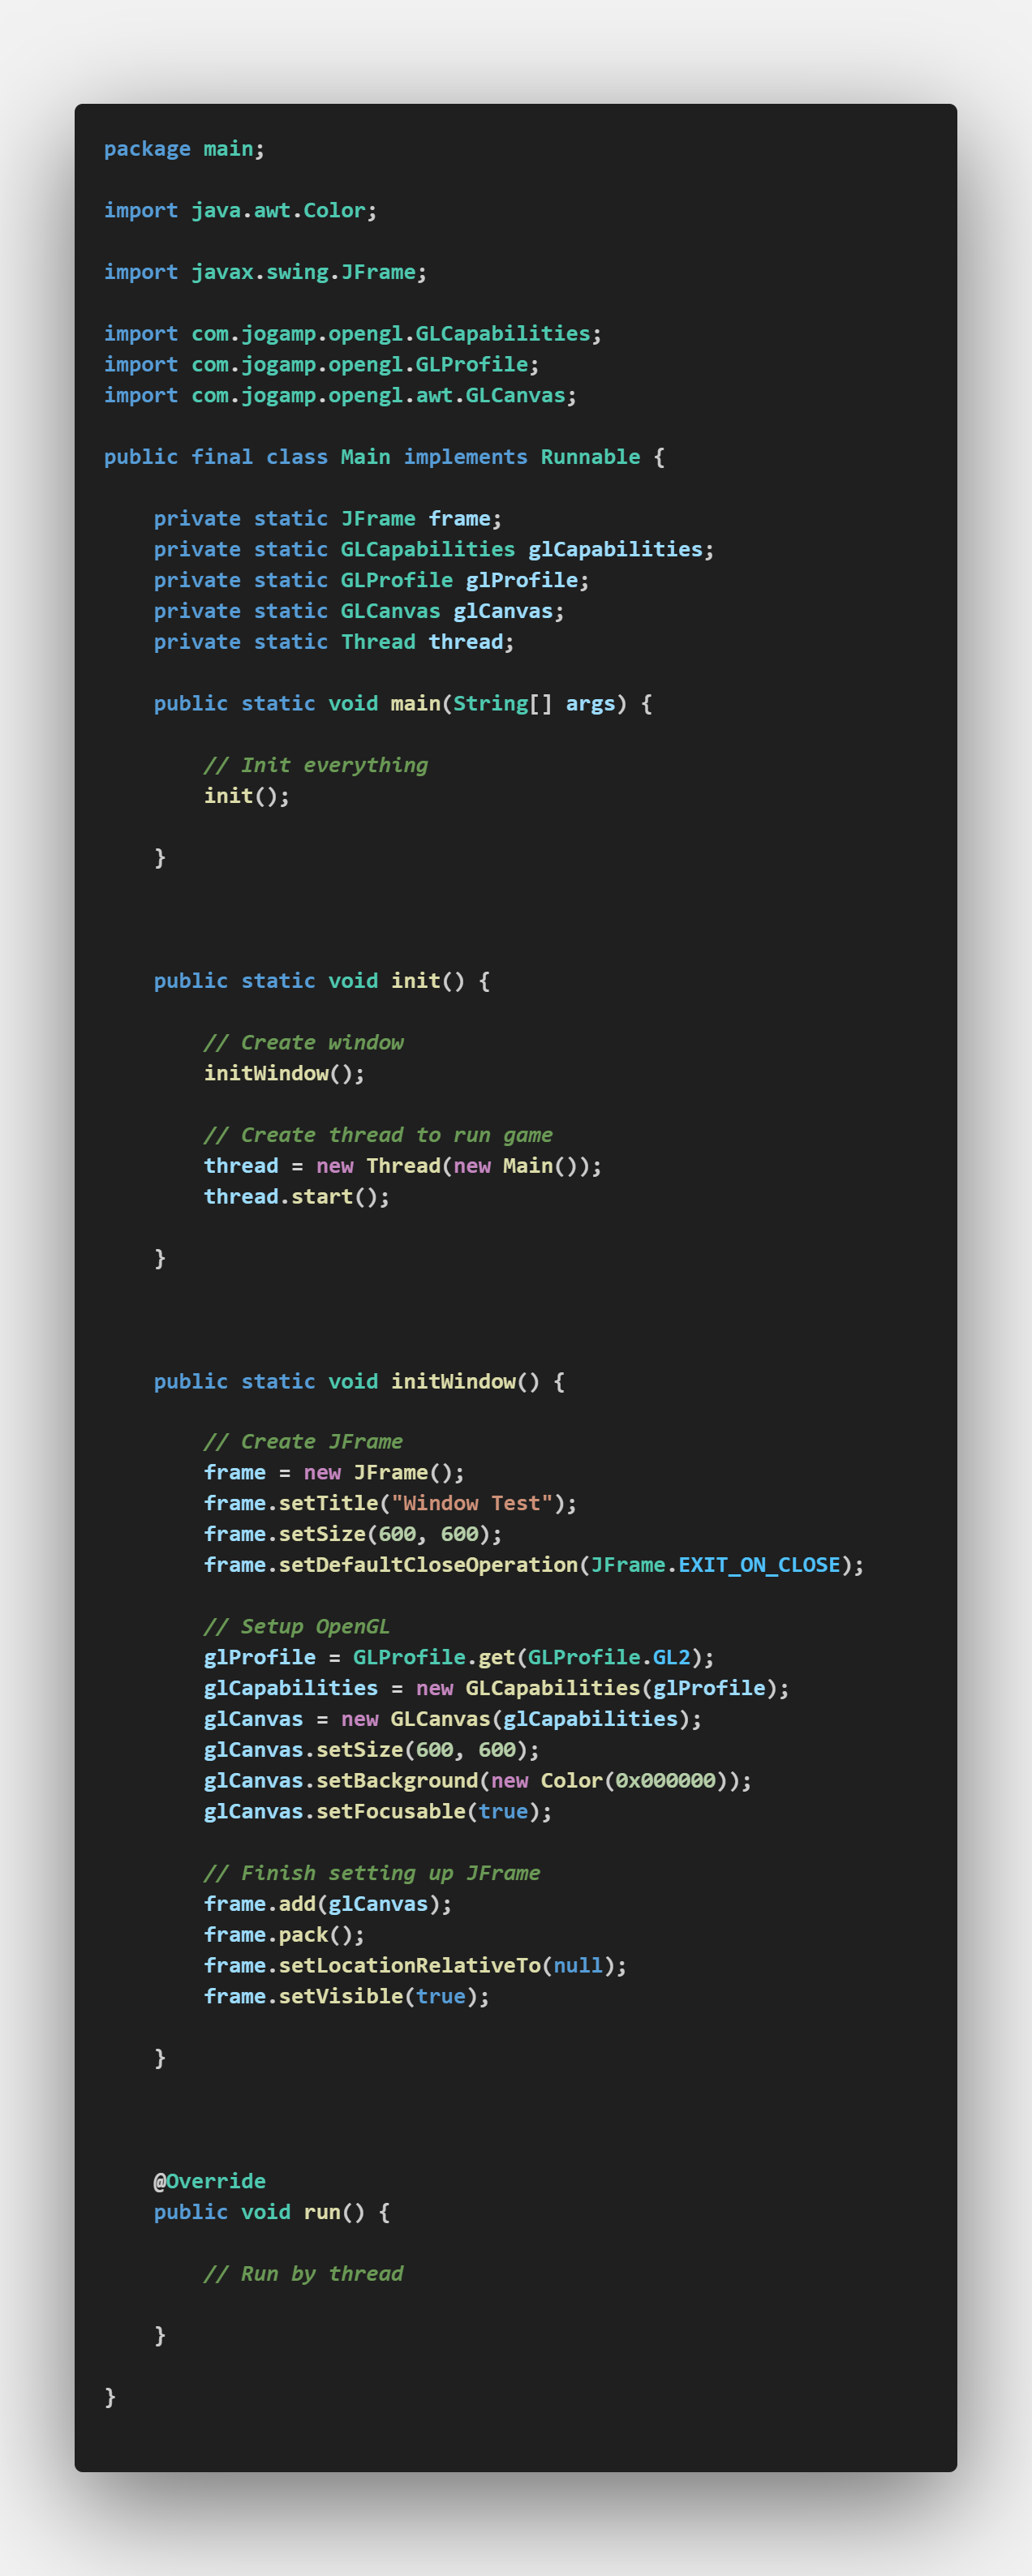 package main;
import java.awt.Color;
import javax.swing.JFrame;
import com.jogamp.opengl.GLCapabilities;
import com.jogamp.opengl.GLProfile;
import com.jogamp.opengl.awt.GLCanvas;
public final class Main implements Runnable {
    private static JFrame frame;
    private static GLCapabilities glCapabilities;
    private static GLProfile glProfile;
    private static GLCanvas glCanvas;
    private static Thread thread;
    public static void main(String[] args) {
        // Init everything
        init();
    }
    public static void init() {
        // Create window
        initWindow();
        // Create thread to run game
        thread = new Thread(new Main());
        thread.start();
    }
    public static void initWindow() {
        // Create JFrame
        frame = new JFrame();
        frame.setTitle("Window Test");
        frame.setSize(600, 600);
        frame.setDefaultCloseOperation(JFrame.EXIT_ON_CLOSE);
        // Setup OpenGL
        glProfile = GLProfile.get(GLProfile.GL2);
        glCapabilities = new GLCapabilities(glProfile);
        glCanvas = new GLCanvas(glCapabilities);
        glCanvas.setSize(600, 600);
        glCanvas.setBackground(new Color(0x000000));
        glCanvas.setFocusable(true);
        // Finish setting up JFrame
        frame.add(glCanvas);
        frame.pack();
        frame.setLocationRelativeTo(null);
        frame.setVisible(true);
    }
    @Override
    public void run() {
        // Run by thread
    }
}